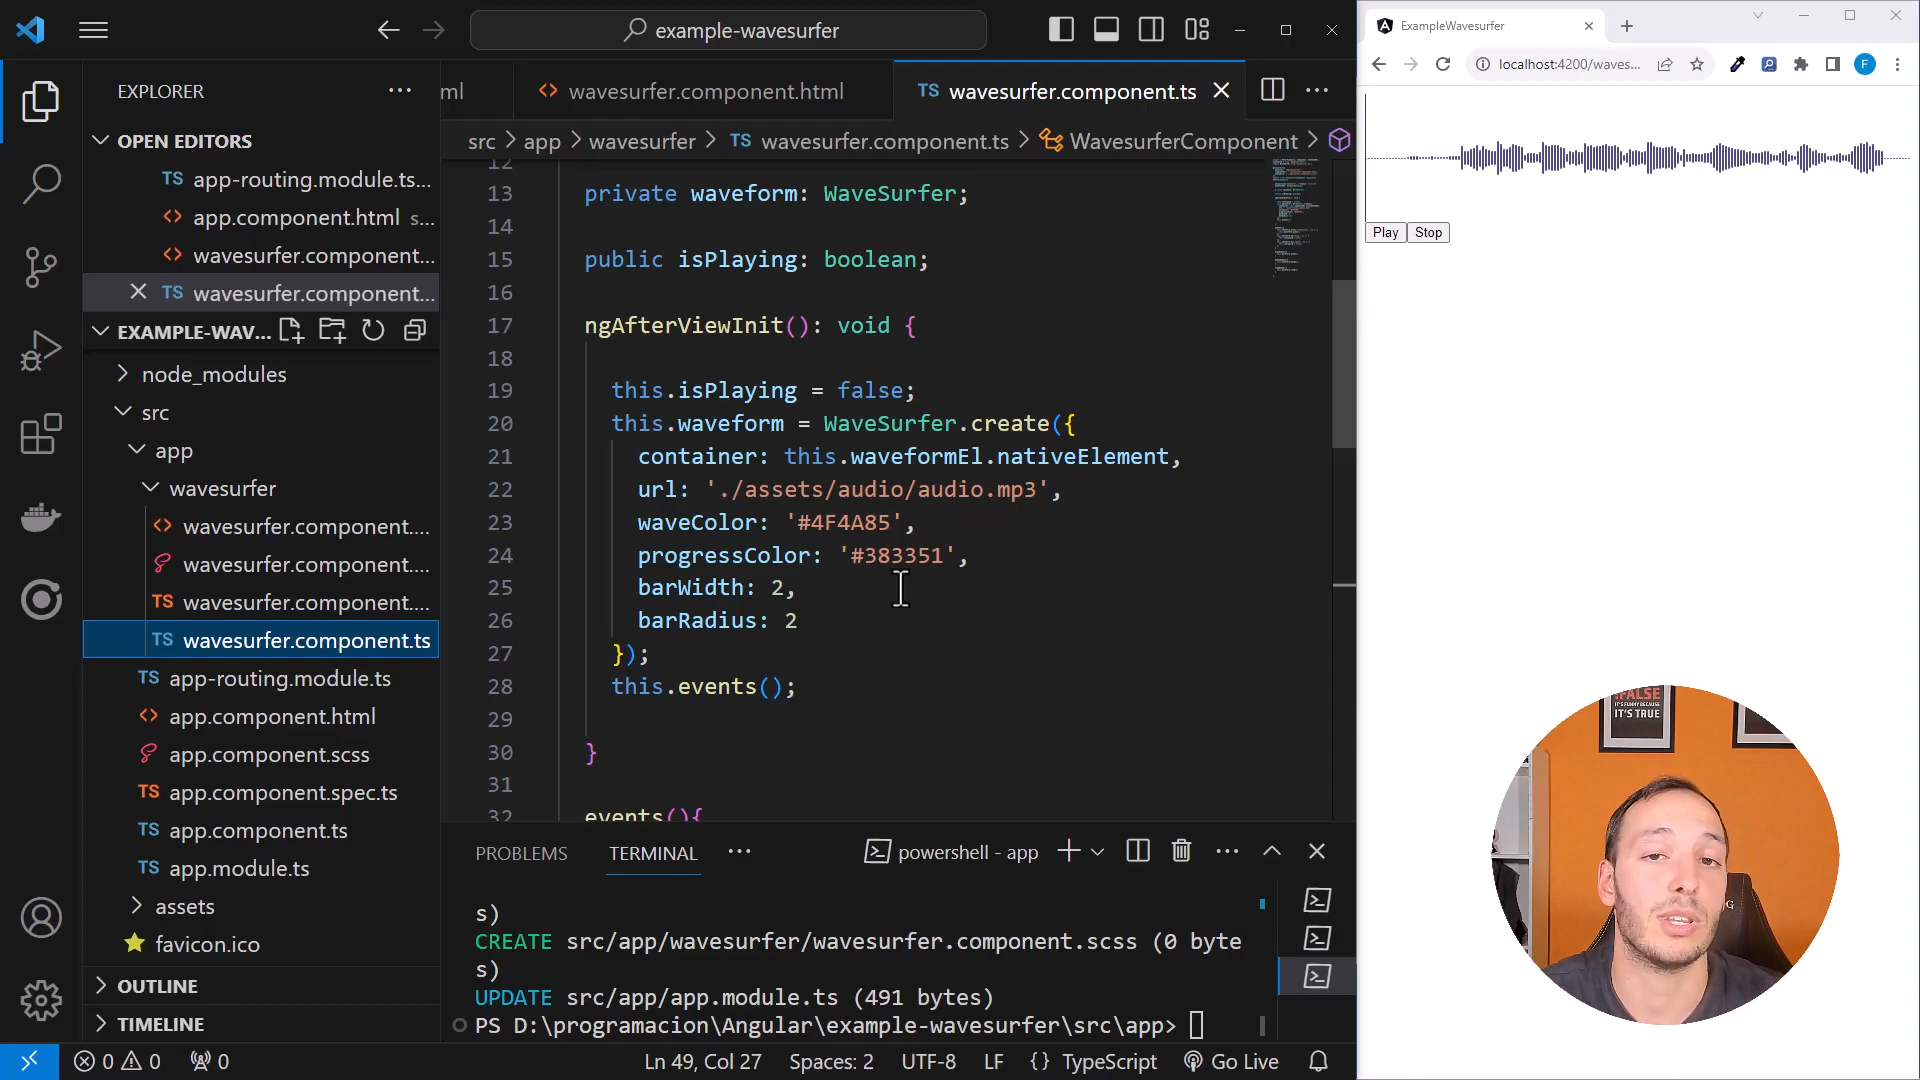 example-wavesurfer
EXPLORER
OPEN EDITORS
TS app-routing.module.ts...
<> app.component.html s...
<> wavesurfer.component...
TS wavesurfer.component...
EXAMPLE-WAV...
node_modules
src
app
wavesurfer
<> wavesurfer.component....
wavesurfer.component....
TS wavesurfer.component....
TS wavesurfer.component.ts
TS app-routing.module.ts
<> app.component.html
app.component.scss
TS app.component.spec.ts
TS app.component.ts
TS app.module.ts
assets
favicon.ico
OUTLINE
TIMELINE
ml
<> wavesurfer.component.html
TS wavesurfer.component.ts
src > app > wavesurfer > TS wavesurfer.component.ts > WavesurferComponent >
12
13 private waveform: WaveSurfer;
14
15 public isPlaying: boolean;
16
17 ngAfterViewInit(): void {
18
19 this.isPlaying = false;
20 this.waveform = WaveSurfer.create({
21 container: this.waveformEl.nativeElement,
22 url: './assets/audio/audio.mp3',
23 waveColor: '#4F4A85',
24 progressColor: '#383351',
25 barWidth: 2,
26 barRadius: 2
27 });
28 this.events();
29
30 }
31
32 events(){
PROBLEMS TERMINAL ...
powershell - app
s)
CREATE src/app/wavesurfer/wavesurfer.component.scss (0 byte
s)
UPDATE src/app/app.module.ts (491 bytes)
PS D:\programacion\Angular\example-wavesurfer\src\app>
0 0 0
Ln 49, Col 27 Spaces: 2 UTF-8 LF {} TypeScript Go Live
ExampleWavesurfer
localhost:4200/waves...
F
Play Stop
!FALSE
IT'S FUNNY BECAUSE
IT'S TRUE
G